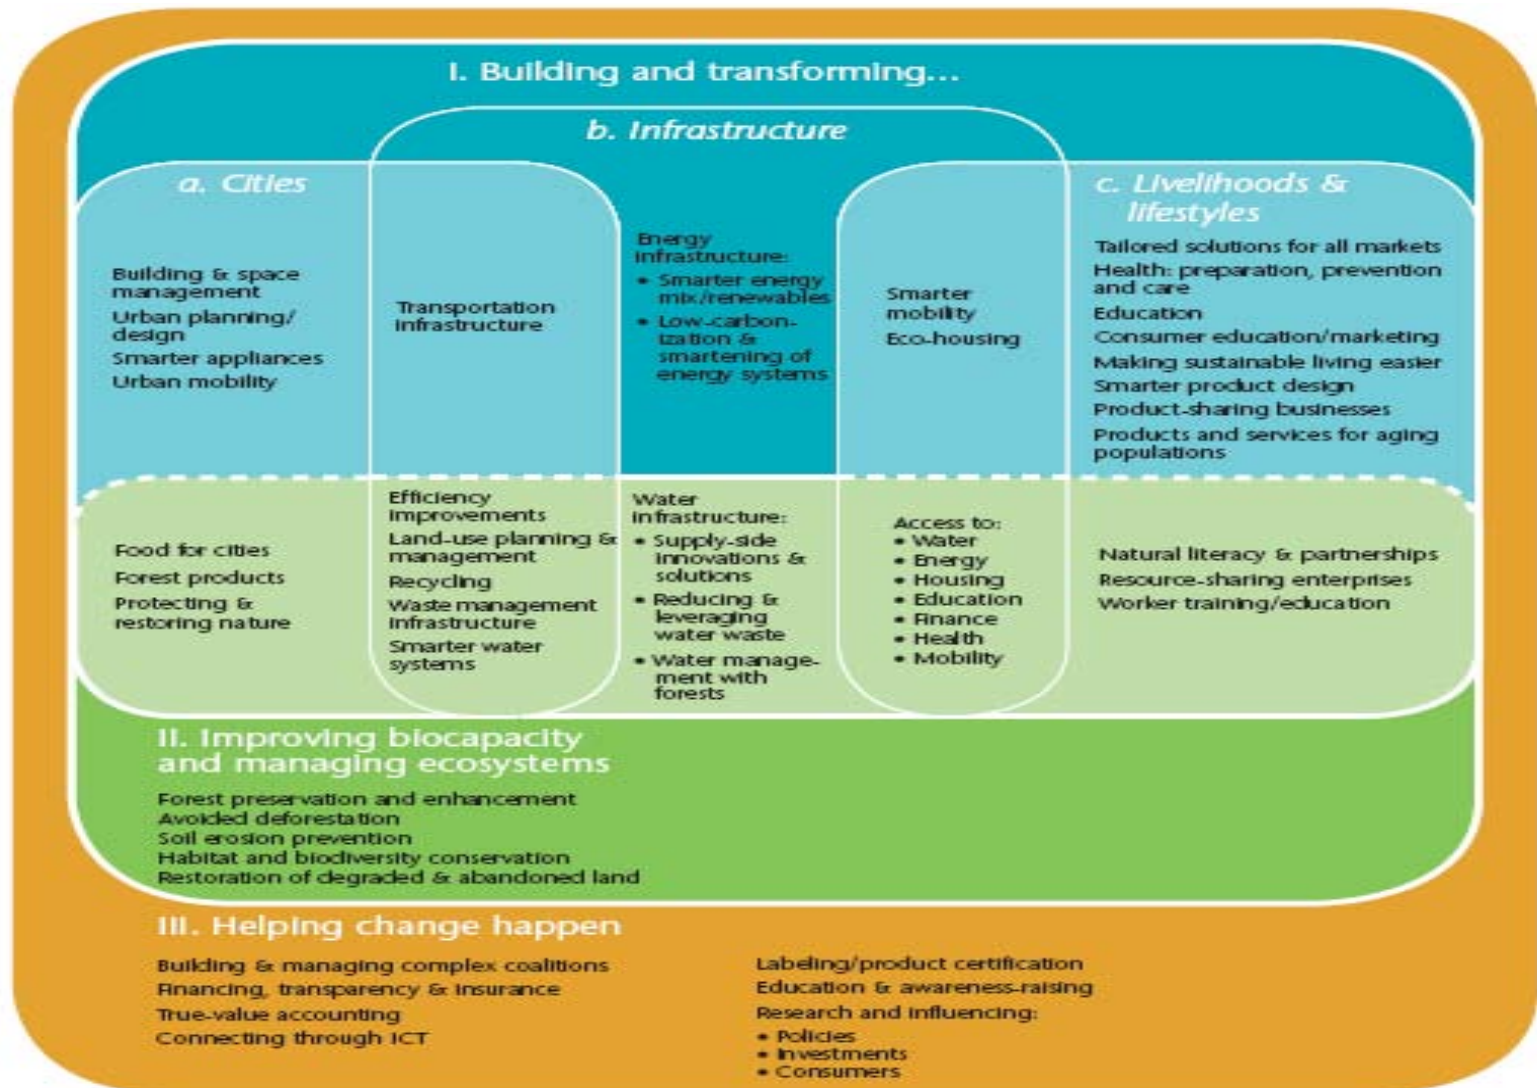 I. Building and transforming...
b. Infrastructure
a. Cities
Building & space
management
Urban planning/
design
Smarter appliances
Urban mobility
Transportation
infrastructure
Energy
infrastructure:
• Smarter energy
mix/renewables
• Low-carbon-
ization &
smartening of
energy systems
Smarter
mobility
Eco-housing
c. Livelihoods &
lifestyles
Tailored solutions for all markets
Health: preparation, prevention
and care
Education
Consumer education/marketing
Making sustainable living easier
Smarter product design
Product-sharing businesses
Products and services for aging
populations
Food for cities
Forest products
Protecting &
restoring nature
Efficiency
improvements
Land-use planning &
management
Recycling
Waste management
infrastructure
Smarter water
systems
Water
infrastructure:
• Supply-side
innovations &
solutions
• Reducing &
leveraging
water waste
• Water manage-
ment with
forests
Access to:
• Water
• Energy
• Housing
• Education
• Finance
• Health
• Mobility
Natural literacy & partnerships
Resource-sharing enterprises
Worker training/education
II. Improving biocapacity
and managing ecosystems
Forest preservation and enhancement
Avoided deforestation
Soil erosion prevention
Habitat and biodiversity conservation
Restoration of degraded & abandoned land
III. Helping change happen
Building & managing complex coalitions
Financing, transparency & insurance
True-value accounting
Connecting through ICT
Labeling/product certification
Education & awareness-raising
Research and influencing:
• Policies
• Investments
• Consumers